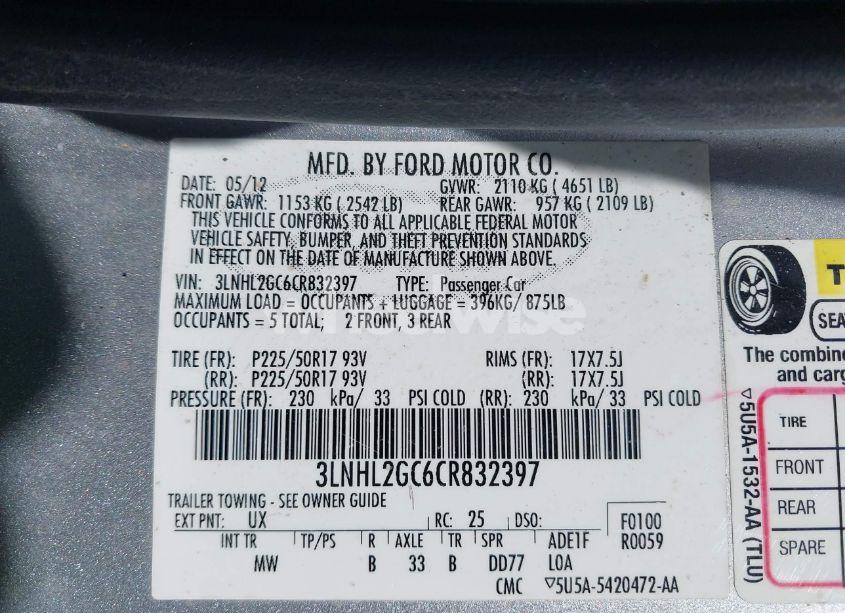 MFD. BY FORD MOTOR CO.
DATE: 05/12 GVWR: 2110 KG ( 4651 LB)
FRONT GAWR: 1153 KG ( 2542 LB) REAR GAWR: 957 KG ( 2109 LB)
THIS VEHICLE CONFORMS TO ALL APPLICABLE FEDERAL MOTOR
VEHICLE SAFETY, BUMPER, AND THEFT PREVENTION STANDARDS
IN EFFECT ON THE DATE OF MANUFACTURE SHOWN ABOVE.
VIN: 3LNHL2GC6CR832397 TYPE: Passenger Car
MAXIMUM LOAD = OCCUPANTS + LUGGAGE = 396KG/ 875LB
OCCUPANTS = 5 TOTAL; 2 FRONT, 3 REAR
TIRE (FR): P225/50R17 93V RIMS (FR): 17X7.5J
(RR): P225/50R17 93V (RR): 17X7.5J
PRESSURE (FR): 230 kPa/ 33 PSI COLD (RR): 230 kPa/ 33 PSI COLD
3LNHL2GC6CR832397
TRAILER TOWING - SEE OWNER GUIDE
EXT PNT: UX RC: 25 DSO: F0100
INT TR TP/PS R AXLE TR SPR ADE1F R0059
MW B 33 B DD77 LOA
CMC ▽5U5A-5420472-AA
T
SEA
The combin
and carg
TIRE
FRONT
REAR
SPARE
▽5U5A-1532-AA (TLU)